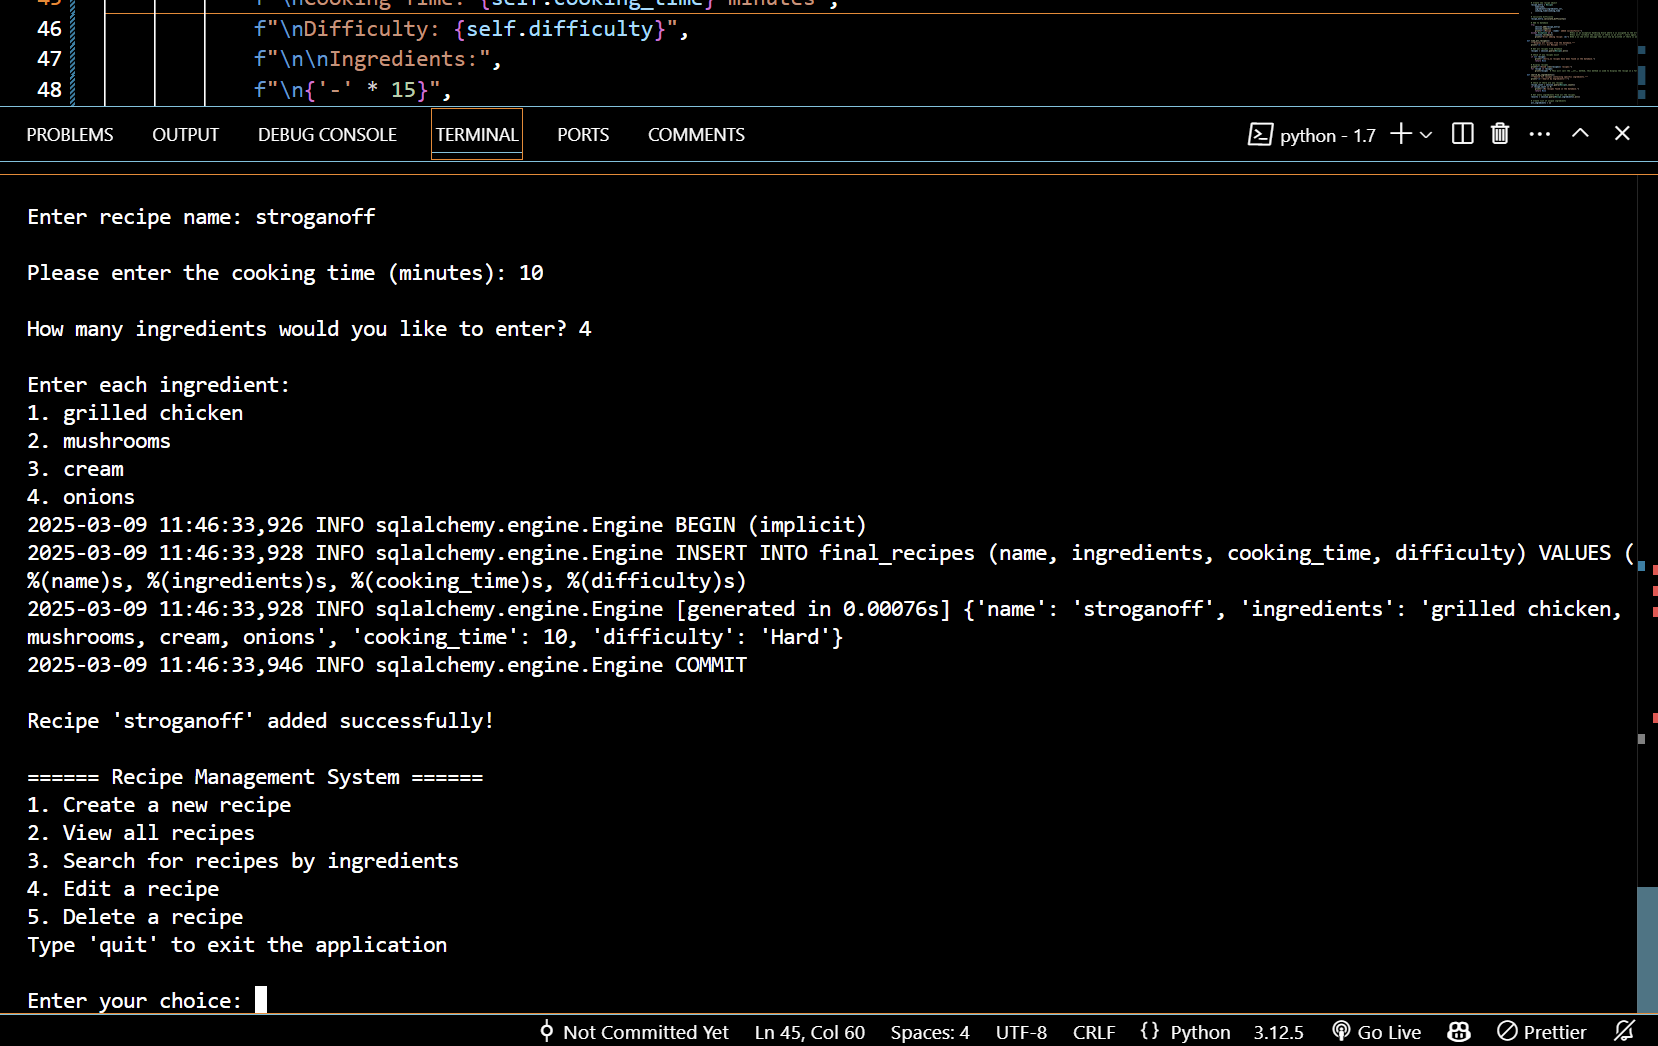 45 f"\nCooking Time: {self.cooking_time} minutes",
46 f"\nDifficulty: {self.difficulty}",
47 f"\n\nIngredients:",
48 f"\n{'-' * 15}",
PROBLEMS OUTPUT DEBUG CONSOLE TERMINAL PORTS COMMENTS python - 1.7
Enter recipe name: stroganoff
Please enter the cooking time (minutes): 10
How many ingredients would you like to enter? 4
Enter each ingredient:
1. grilled chicken
2. mushrooms
3. cream
4. onions
2025-03-09 11:46:33,926 INFO sqlalchemy.engine.Engine BEGIN (implicit)
2025-03-09 11:46:33,928 INFO sqlalchemy.engine.Engine INSERT INTO final_recipes (name, ingredients, cooking_time, difficulty) VALUES (
%(name)s, %(ingredients)s, %(cooking_time)s, %(difficulty)s)
2025-03-09 11:46:33,928 INFO sqlalchemy.engine.Engine [generated in 0.00076s] {'name': 'stroganoff', 'ingredients': 'grilled chicken,
mushrooms, cream, onions', 'cooking_time': 10, 'difficulty': 'Hard'}
2025-03-09 11:46:33,946 INFO sqlalchemy.engine.Engine COMMIT
Recipe 'stroganoff' added successfully!
====== Recipe Management System ======
1. Create a new recipe
2. View all recipes
3. Search for recipes by ingredients
4. Edit a recipe
5. Delete a recipe
Type 'quit' to exit the application
Enter your choice:
Not Committed Yet Ln 45, Col 60 Spaces: 4 UTF-8 CRLF {} Python 3.12.5 Go Live Prettier